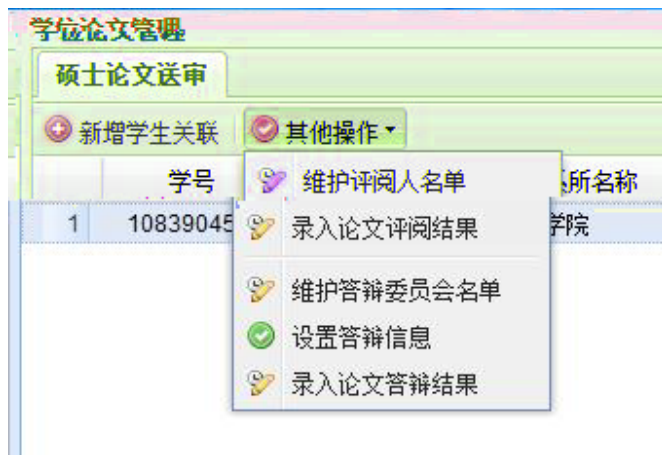 学位论文管理
硕士论文送审
新增学生关联 其他操作
学号 所名称
1 10839045 学院
维护评阅人名单
录入论文评阅结果
维护答辩委员会名单
设置答辩信息
录入论文答辩结果